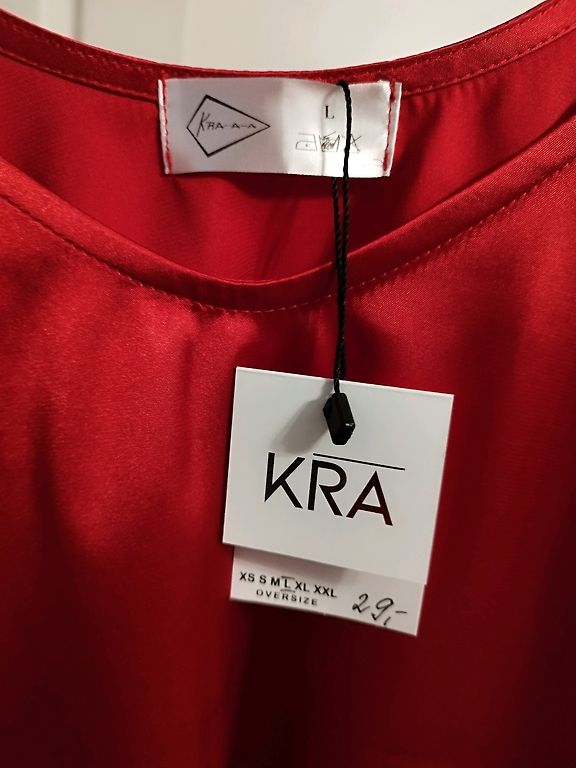 KRA-A-A
L
KRA
XS S M L XL XXL
OVERSIZE
29,-